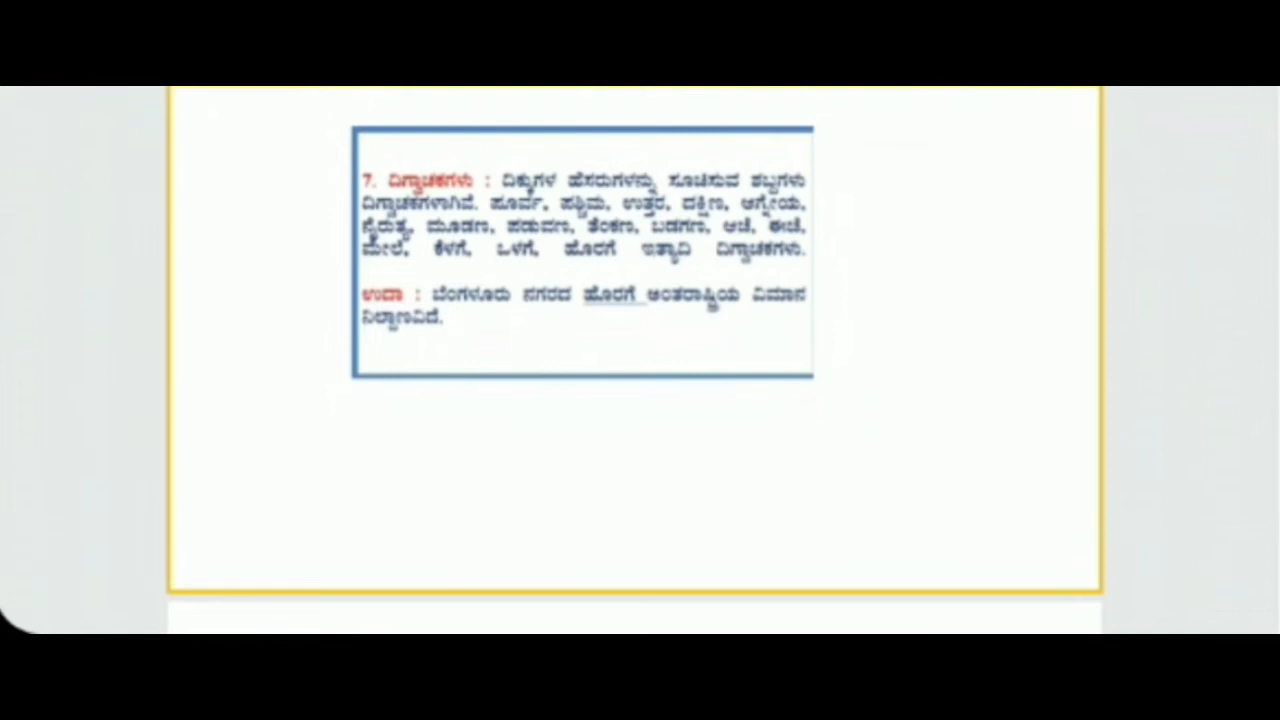 7. ದಿಗ್ವಾಚಕಗಳು : ದಿಕ್ಕುಗಳ ಹೆಸರುಗಳನ್ನು ಸೂಚಿಸುವ ಶಬ್ದಗಳು
ದಿಗ್ವಾಚಕಗಳಾಗಿವೆ. ಪೂರ್ವ, ಪಶ್ಚಿಮ, ಉತ್ತರ, ದಕ್ಷಿಣ, ಆಗ್ನೇಯ,
ನೈರುತ್ಯ, ಮೂಡಣ, ಪಡುವಣ, ತೆಂಕಣ, ಬಡಗಣ, ಆಚೆ, ಈಚೆ,
ಮೇಲೆ, ಕೆಳಗೆ, ಒಳಗೆ, ಹೊರಗೆ ಇತ್ಯಾದಿ ದಿಗ್ವಾಚಕಗಳು.
ಉದಾ : ಬೆಂಗಳೂರು ನಗರದ ಹೊರಗೆ ಅಂತರಾಷ್ಟ್ರೀಯ ವಿಮಾನ
ನಿಲ್ದಾಣವಿದೆ.